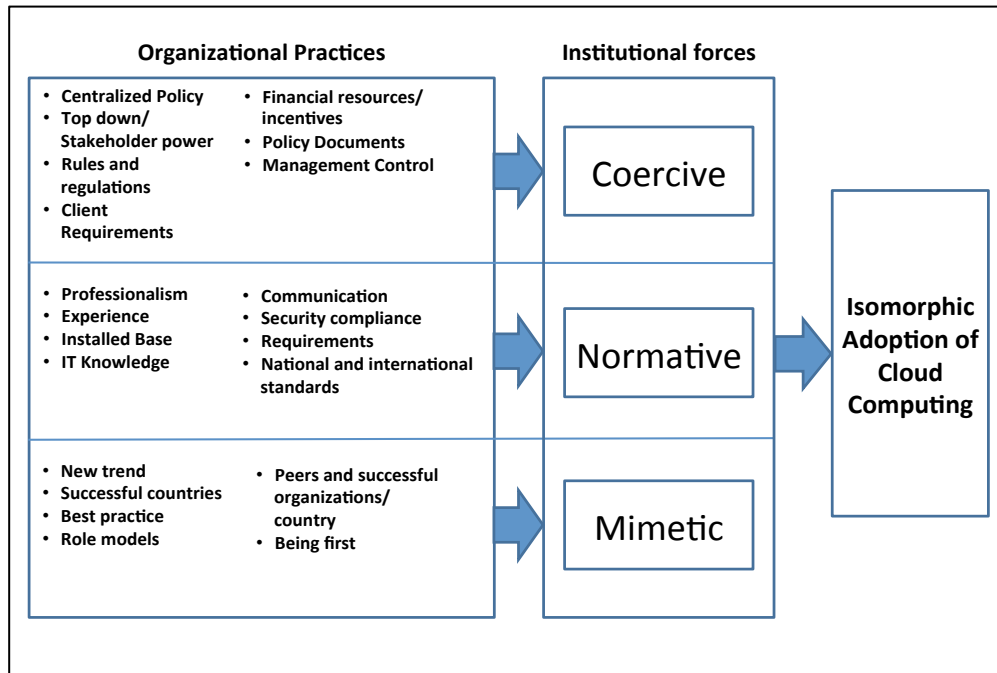 Organizational Practices
Institutional forces
• Centralized Policy
• Top down/
Stakeholder power
• Rules and
regulations
• Client
Requirements
• Financial resources/
incentives
• Policy Documents
• Management Control
Coercive
• Professionalism
• Experience
• Installed Base
• IT Knowledge
• Communication
• Security compliance
• Requirements
• National and international
standards
Normative
• New trend
• Successful countries
• Best practice
• Role models
• Peers and successful
organizations/
country
• Being first
Mimetic
Isomorphic
Adoption of
Cloud
Computing